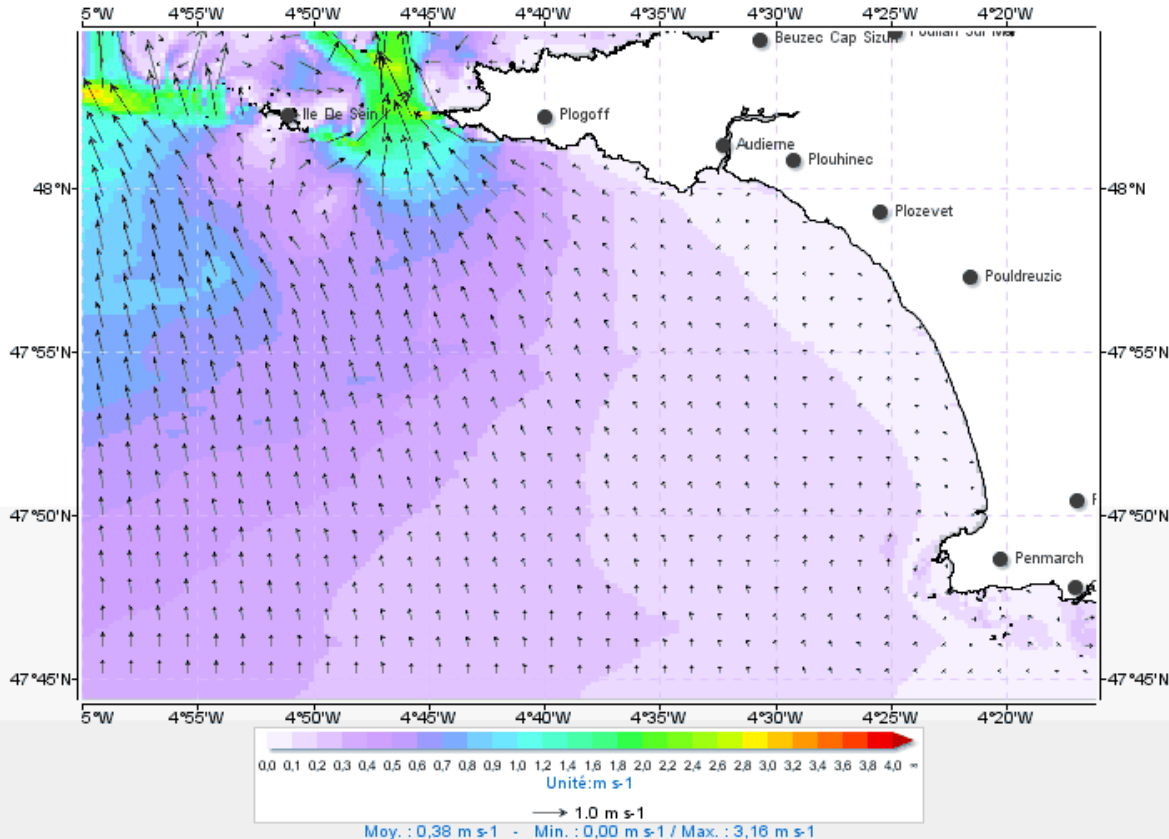 5°W 4°55'W 4°50'W 4°45'W 4°40'W 4°35'W 4°30'W 4°25'W 4°20'W
Beuzec Cap Sizun
Ile De Sein
Plogoff
Audierne
Plouhinec
48°N 48°N
Plozevet
Pouldreuzic
47°55'N 47°55'N
47°50'N 47°50'N
Penmarch
47°45'N 47°45'N
5°W 4°55'W 4°50'W 4°45'W 4°40'W 4°35'W 4°30'W 4°25'W 4°20'W
0,0 0,1 0,2 0,3 0,4 0,5 0,6 0,7 0,8 0,9 1,0 1,2 1,4 1,6 1,8 2,0 2,2 2,4 2,6 2,8 3,0 3,2 3,4 3,6 3,8 4,0 ∞
Unité:m s-1
1.0 m s-1
Moy. : 0,38 m s-1 - Min. : 0,00 m s-1 / Max. : 3,16 m s-1